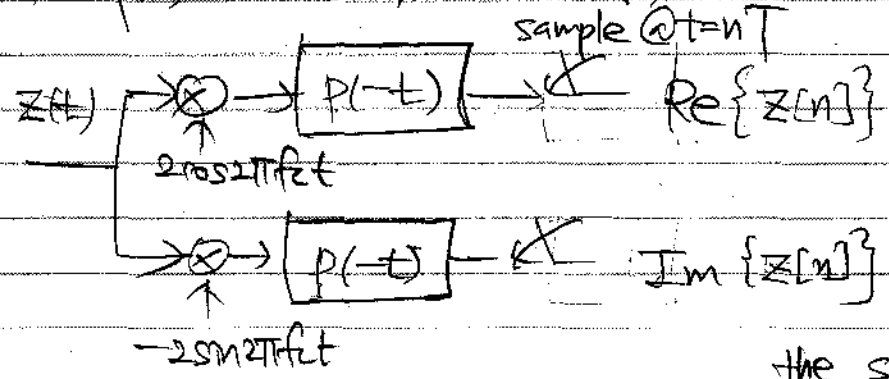 sample @t=nT
Z(t) × P(-t) Re{Z[n]}
2cos2πfct
× P(-t) Im{Z[n]}
-2sin2πfct
the s